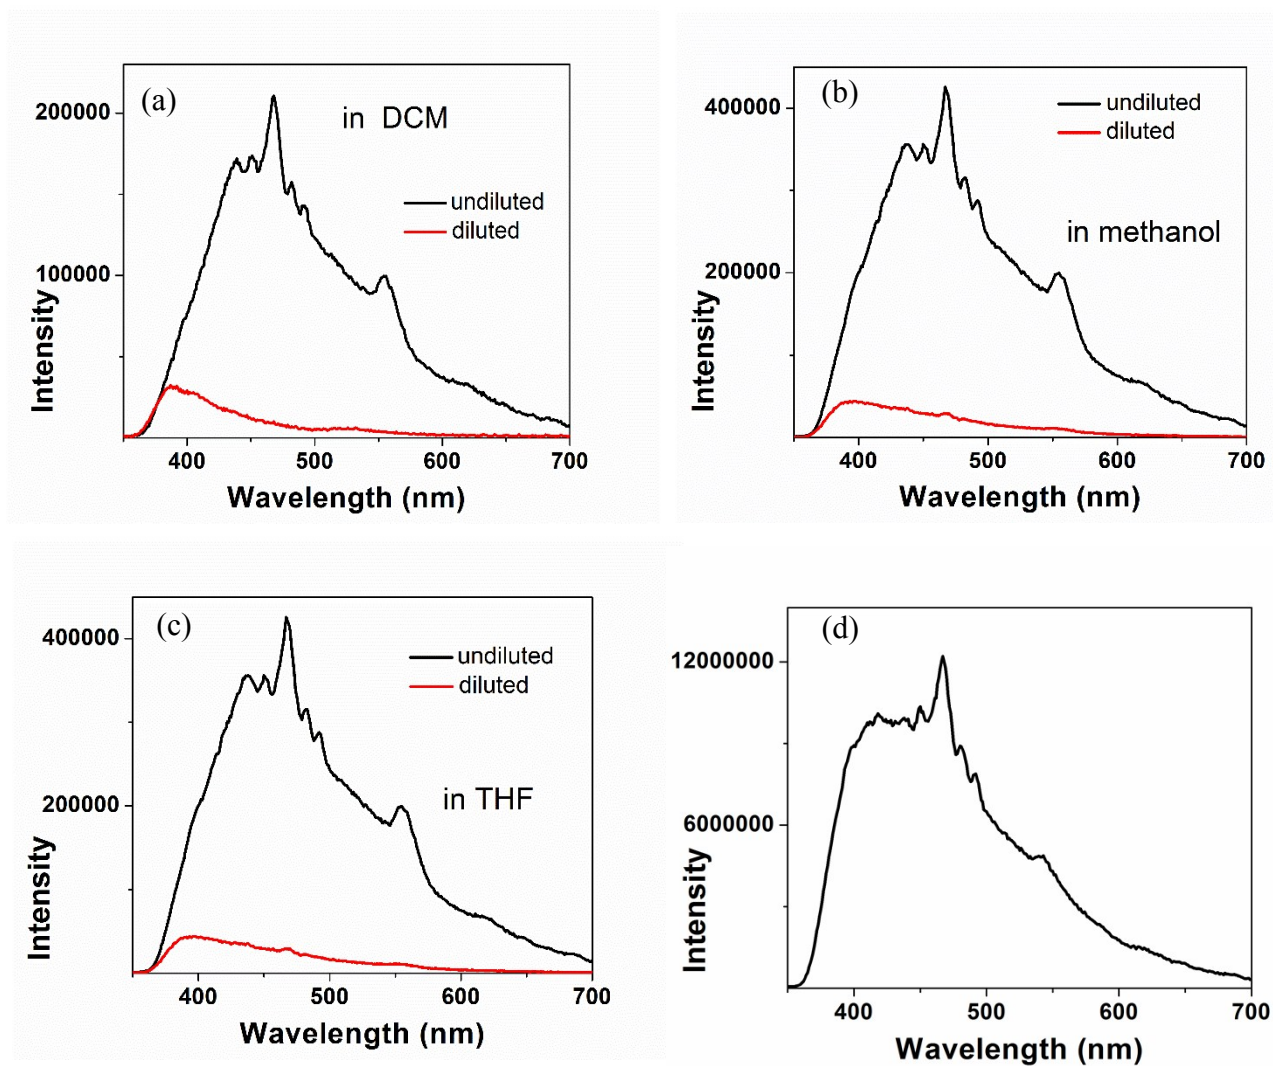 (a)
in DCM
undiluted
diluted
200000
100000
Intensity
400
500
600
700
Wavelength (nm)
(b)
undiluted
diluted
in methanol
400000
200000
Intensity
400
500
600
700
Wavelength (nm)
(c)
undiluted
diluted
in THF
400000
200000
Intensity
400
500
600
700
Wavelength (nm)
(d)
12000000
6000000
Intensity
400
500
600
700
Wavelength (nm)